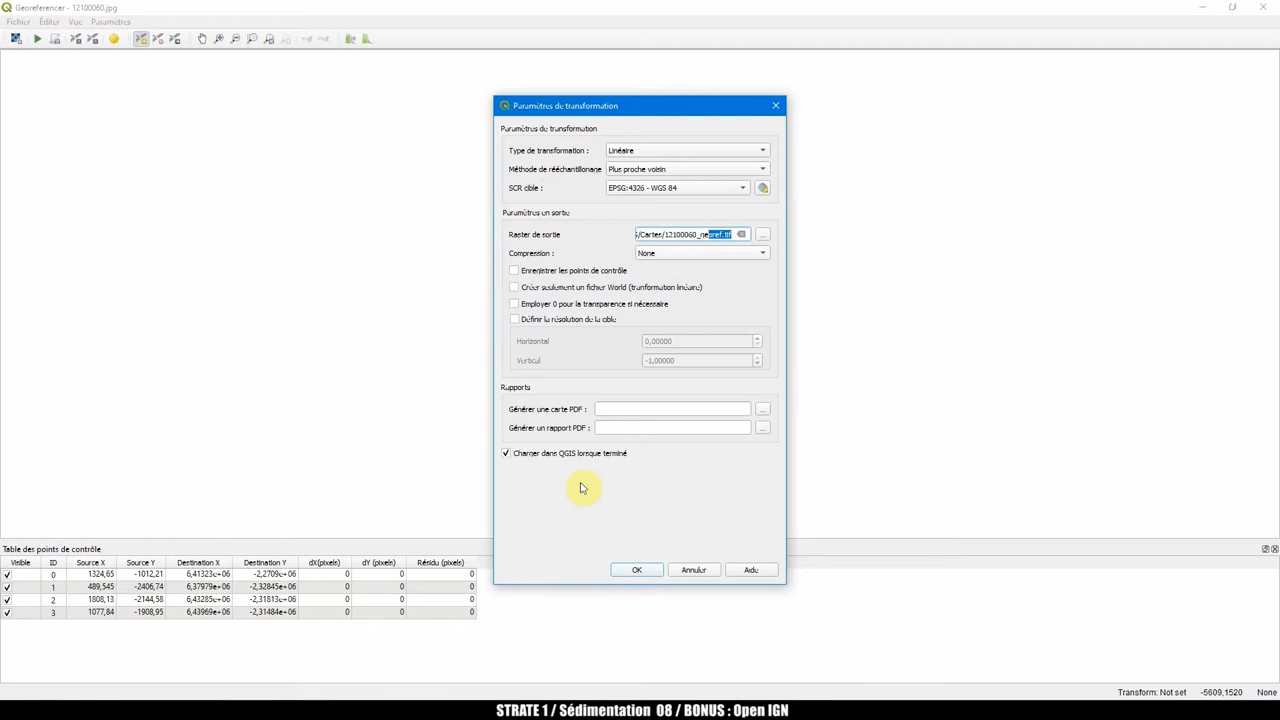 Georeferencer - 12100060.jpg
Fichier Éditer Vue Paramètres
Paramètres de transformation
Paramètres de transformation
Type de transformation : Linéaire
Méthode de rééchantillonage Plus proche voisin
SCR cible : EPSG:4326 - WGS 84
Paramètres en sortie
Raster de sortie /Cartes/12100060_georef.tif ...
Compression : None
Enregistrer les points de contrôle
Créer seulement un fichier World (tranformation linéaire)
Employer 0 pour la transparence si nécessaire
Définir la résolution de la cible
Horizontal 0,00000
Vertical -1,00000
Rapports
Générer une carte PDF : ...
Générer un rapport PDF : ...
Charger dans QGIS lorsque terminé
OK Annuler Aide
Table des points de contrôle
Visible ID Source X Source Y Destination X Destination Y dX(pixels) dY (pixels) Résidu (pixels)
0 1324,65 -1012,21 6,41323e+06 -2,2709e+06 0 0 0
1 489,545 -2406,74 6,37979e+06 -2,32845e+06 0 0 0
2 1808,13 -2144,58 6,43285e+06 -2,31813e+06 0 0 0
3 1077,84 -1908,95 6,43969e+06 -2,31484e+06 0 0 0
Transform: Not set -5609,1520 None
STRATE 1 / Sédimentation 08 / BONUS : Open IGN